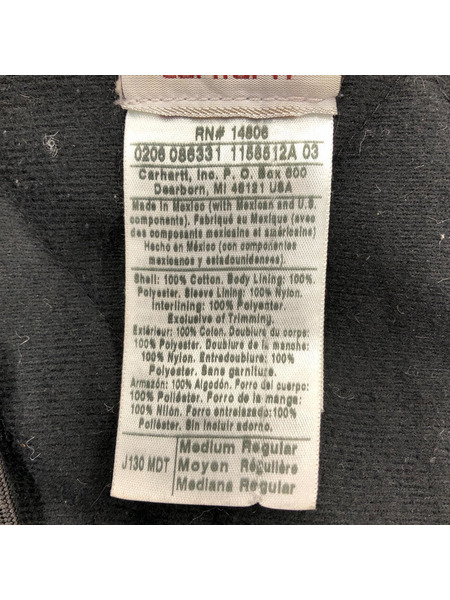 carhartt
RN# 14806
0206 086331 1156512A 03
Carhartt, Inc. P. O. Box 600
Dearborn, MI 48121 USA
Made in Mexico (with Mexican and U.S.
components). Fabriqué au Mexique (avec
des composants mexicains et américains)
Hecho en México (con componentes
mexicanos y estadounidenses).
Shell: 100% Cotton. Body Lining: 100%
Polyester. Sleeve Lining: 100% Nylon.
Interlining: 100% Polyester.
Exclusive of Trimming.
Extérieur: 100% Coton. Doublure du corps:
100% Polyester. Doublure de la manche:
100% Nylon. Entredoublure: 100%
Polyester. Sans garniture.
Armazón: 100% Algodón. Forro del cuerpo:
100% Poliéster. Forro de la manga:
100% Nilón. Forro entrelazada: 100%
Poliéster. Sin incluir adorno.
J130 MDT
Medium Regular
Moyen Régulière
Mediana Regular